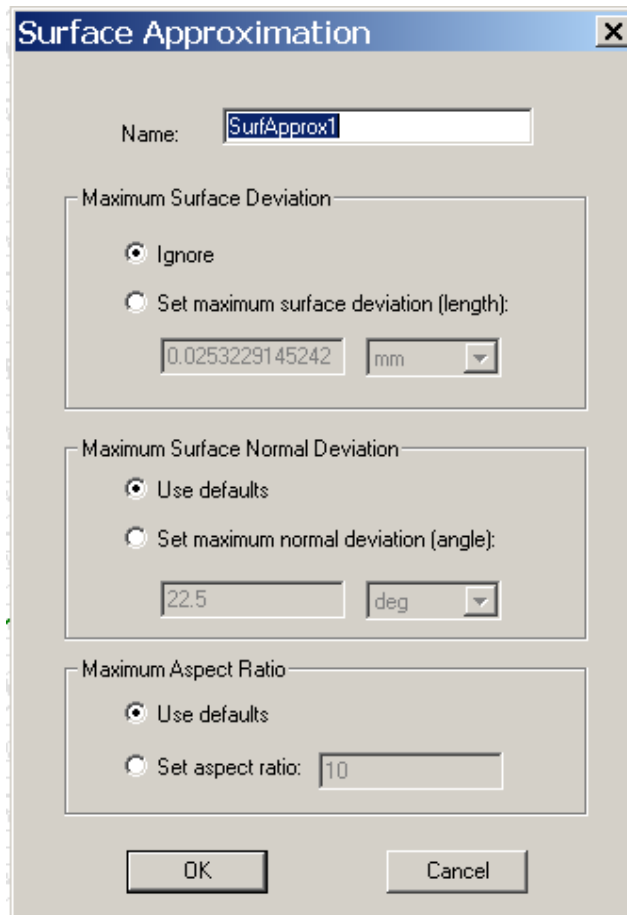 Surface Approximation
Name: SurfApprox1
Maximum Surface Deviation
Ignore
Set maximum surface deviation (length):
0.0253229145242 mm
Maximum Surface Normal Deviation
Use defaults
Set maximum normal deviation (angle):
22.5 deg
Maximum Aspect Ratio
Use defaults
Set aspect ratio: 10
OK Cancel